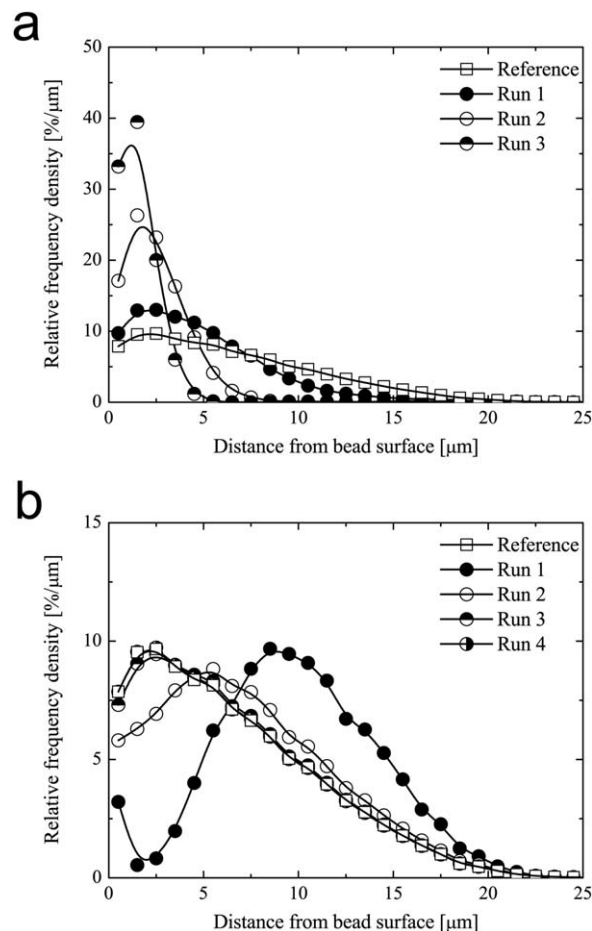 a
50
40
30
20
10
0
Relative frequency density [%/μm]
Reference
Run 1
Run 2
Run 3
0 5 10 15 20 25
Distance from bead surface [μm]
b
15
10
5
0
Relative frequency density [%/μm]
Reference
Run 1
Run 2
Run 3
Run 4
0 5 10 15 20 25
Distance from bead surface [μm]